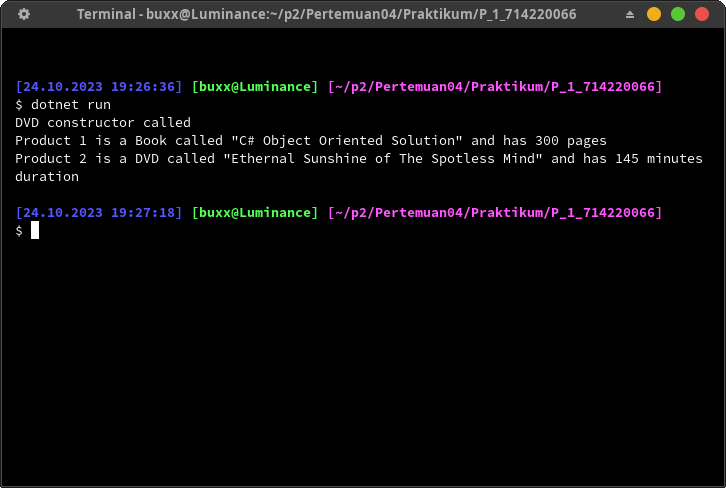 Terminal - buxx@Luminance:~/p2/Pertemuan04/Praktikum/P_1_714220066
[24.10.2023 19:26:36] [buxx@Luminance] [~/p2/Pertemuan04/Praktikum/P_1_714220066]
$ dotnet run
DVD constructor called
Product 1 is a Book called "C# Object Oriented Solution" and has 300 pages
Product 2 is a DVD called "Ethernal Sunshine of The Spotless Mind" and has 145 minutes
duration
[24.10.2023 19:27:18] [buxx@Luminance] [~/p2/Pertemuan04/Praktikum/P_1_714220066]
$